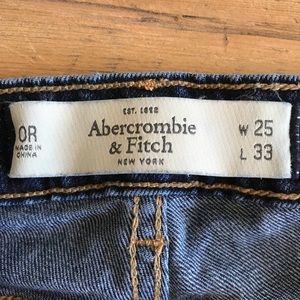 EST. 1892
0R
MADE IN
CHINA
Abercrombie
& Fitch
NEW YORK
W 25
L 33